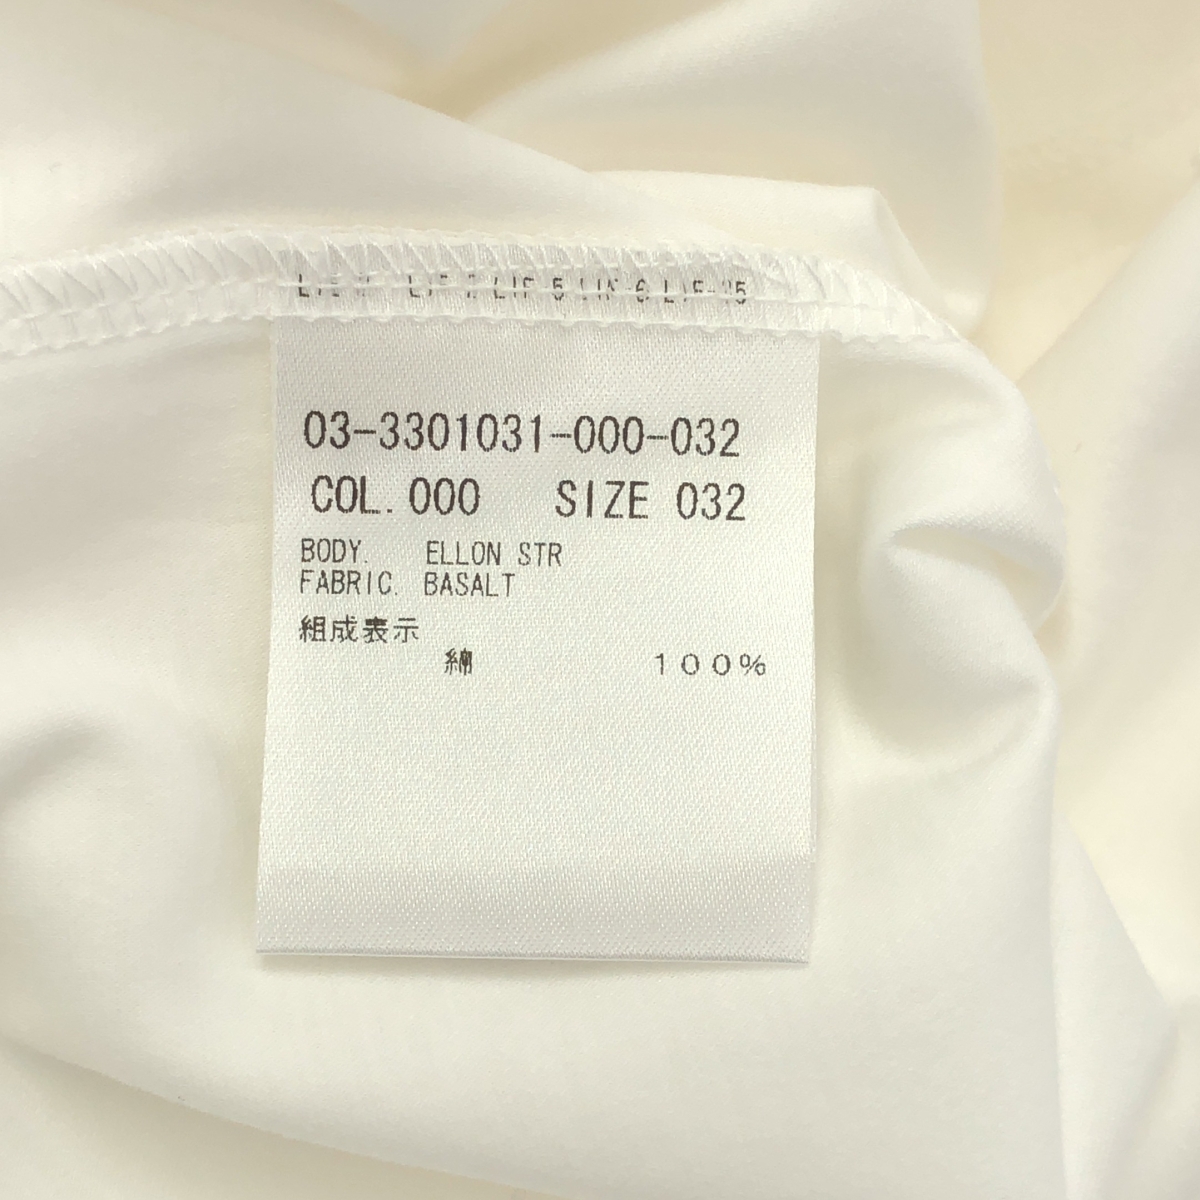 03-3301031-000-032
COL. 000 SIZE 032
BODY. ELLON STR
FABRIC. BASALT
組成表示
綿 100%